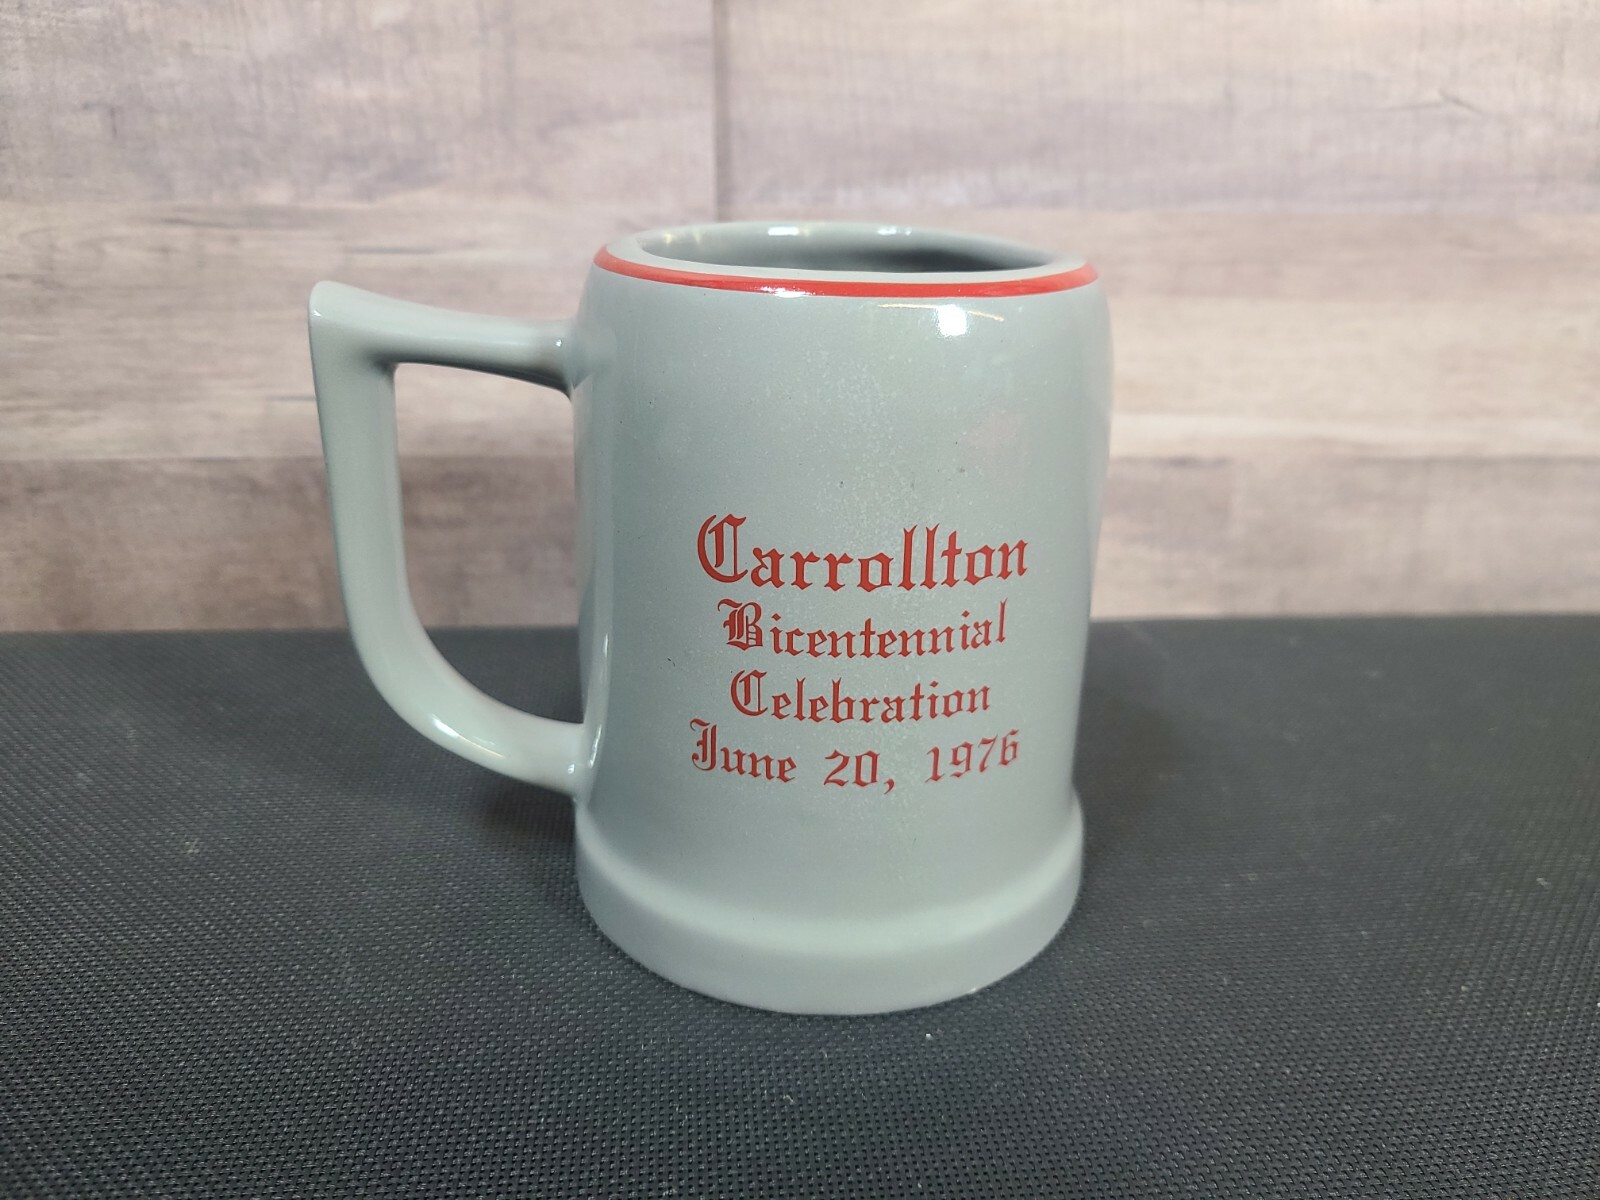 Carrollton
Bicentennial
Celebration
June 20, 1976